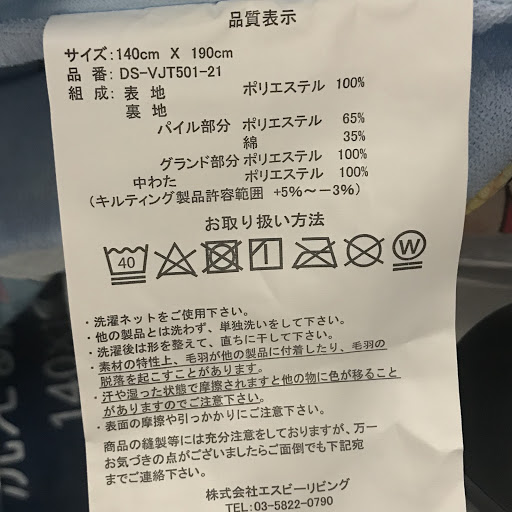 品質表示
サイズ:140cm X 190cm
品 番: DS-VJT501-21
組 成: 表 地 ポリエステル 100%
裏 地
パイル部分 ポリエステル 65%
綿 35%
グランド部分 ポリエステル 100%
中わた ポリエステル 100%
(キルティング製品許容範囲 +5%〜−3%)
お取り扱い方法
40 1 W
・洗濯ネットをご使用下さい。
・他の製品とは洗わず、単独洗いをして下さい。
・洗濯後は形を整えて、直ちに干して下さい。
・素材の特性上、毛羽が他の製品に付着したり、毛羽の
脱落を起こすことがあります。
・汗や湿った状態で摩擦されますと他の物に色が移ること
がありますのでご注意下さい。
・表面の摩擦や引っかかりにご注意下さい。
商品の縫製等には充分注意をしておりますが、万一
お気づきの点がございましたらご面倒でも下記宛
までご連絡下さい。
株式会社エスビーリビング
TEL:03-5822-0790
140